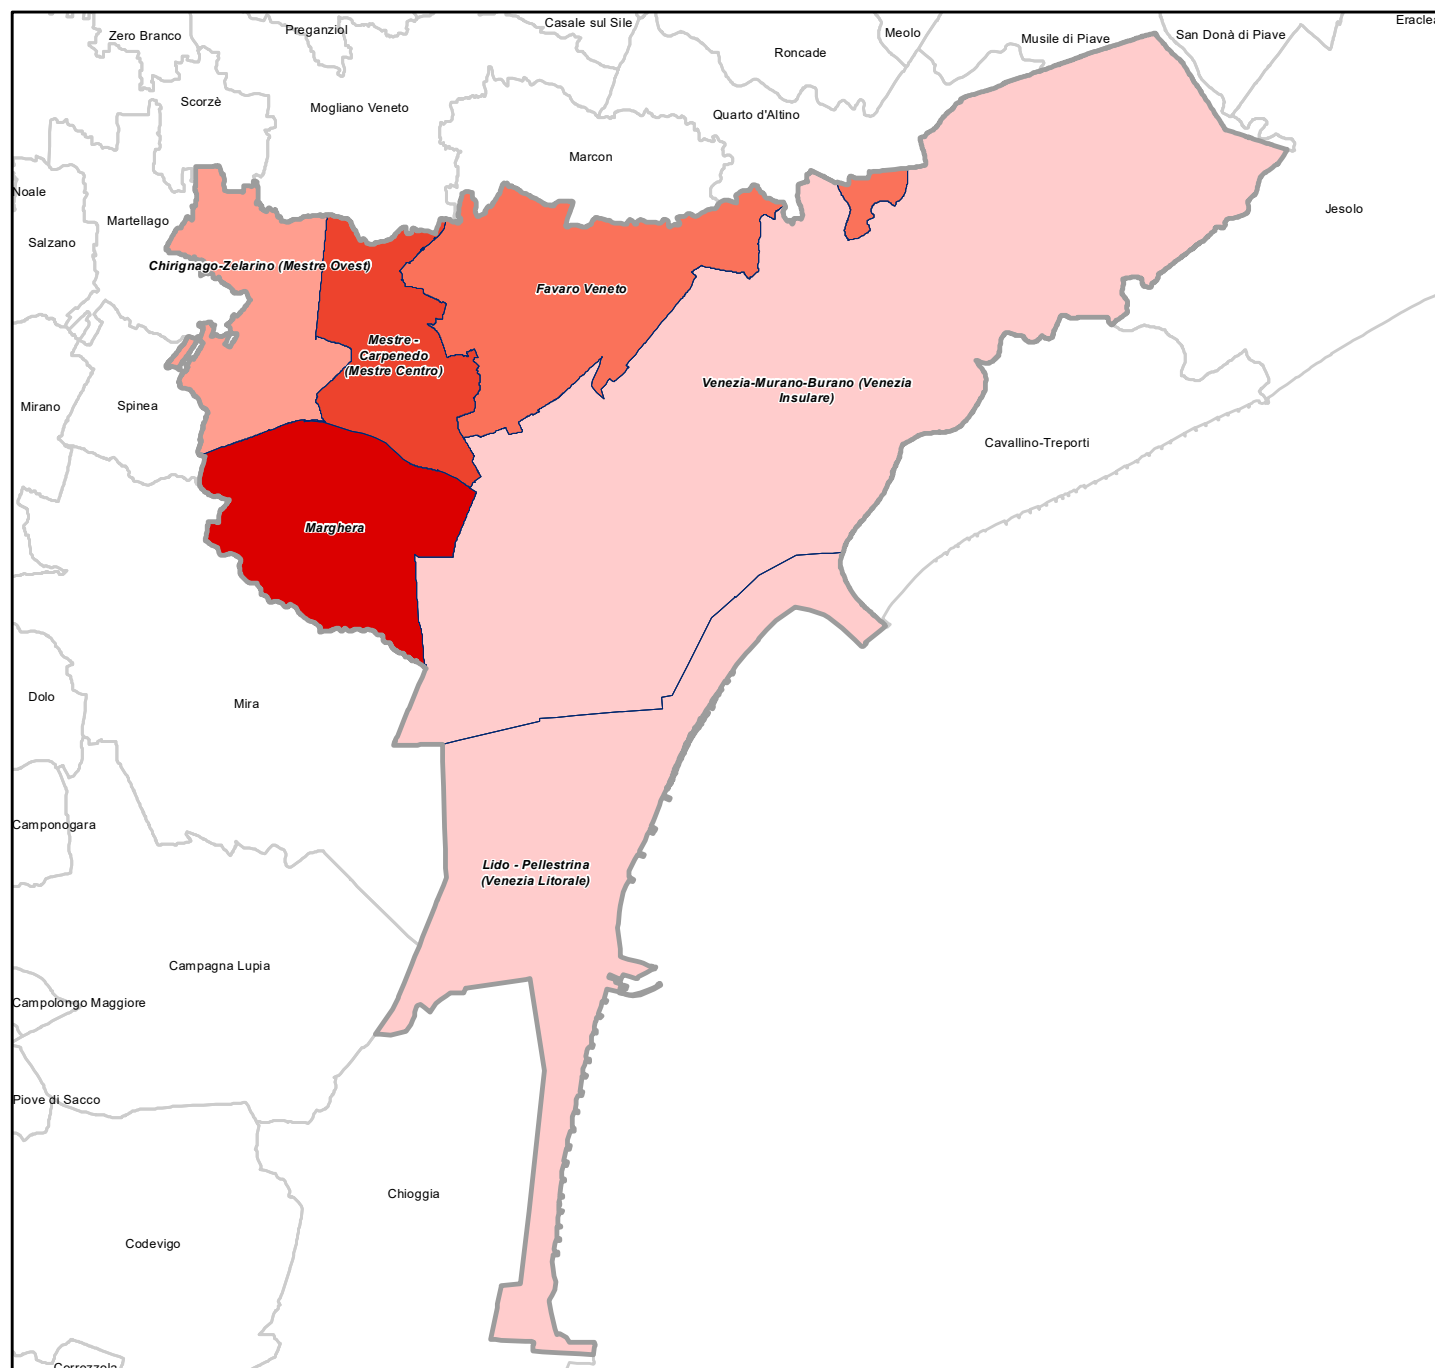 Eraclea
Casale sul Sile
Preganziol
Meolo
San Donà di Piave
Zero Branco
Musile di Piave
Roncade
Scorzè
Mogliano Veneto
Quarto d'Altino
Marcon
Noale
Jesolo
Martellago
Salzano
Chirignago-Zelarino (Mestre Ovest)
Favaro Veneto
Mestre -
Carpenedo
(Mestre Centro)
Venezia-Murano-Burano (Venezia
Insulare)
Mirano
Spinea
Cavallino-Treporti
Marghera
Dolo
Mira
Camponogara
Lido - Pellestrina
(Venezia Litorale)
Campagna Lupia
Campolongo Maggiore
Piove di Sacco
Chioggia
Codevigo
Correzzola